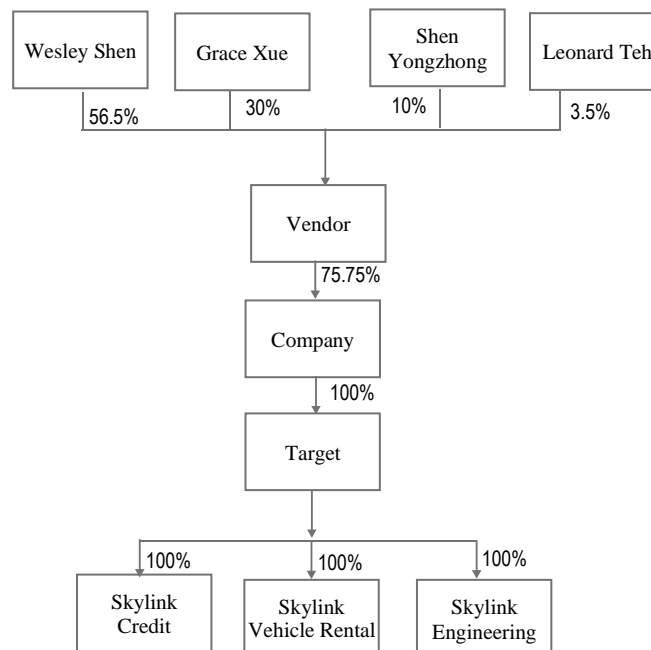 Wesley Shen
Grace Xue
Shen
Yongzhong
Leonard Teh
56.5%
30%
10%
3.5%
Vendor
75.75%
Company
100%
Target
100%
100%
100%
Skylink
Credit
Skylink
Vehicle Rental
Skylink
Engineering